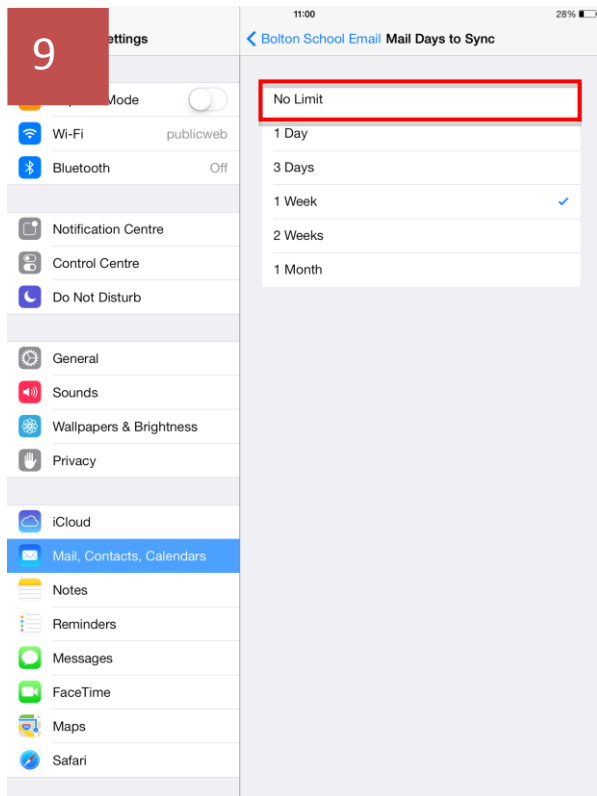 9
ettings
11:00
28%
Bolton School Email Mail Days to Sync
Mode
Wi-Fi publicweb
Bluetooth Off
Notification Centre
Control Centre
Do Not Disturb
General
Sounds
Wallpapers & Brightness
Privacy
iCloud
Mail, Contacts, Calendars
Notes
Reminders
Messages
FaceTime
Maps
Safari
No Limit
1 Day
3 Days
1 Week
2 Weeks
1 Month